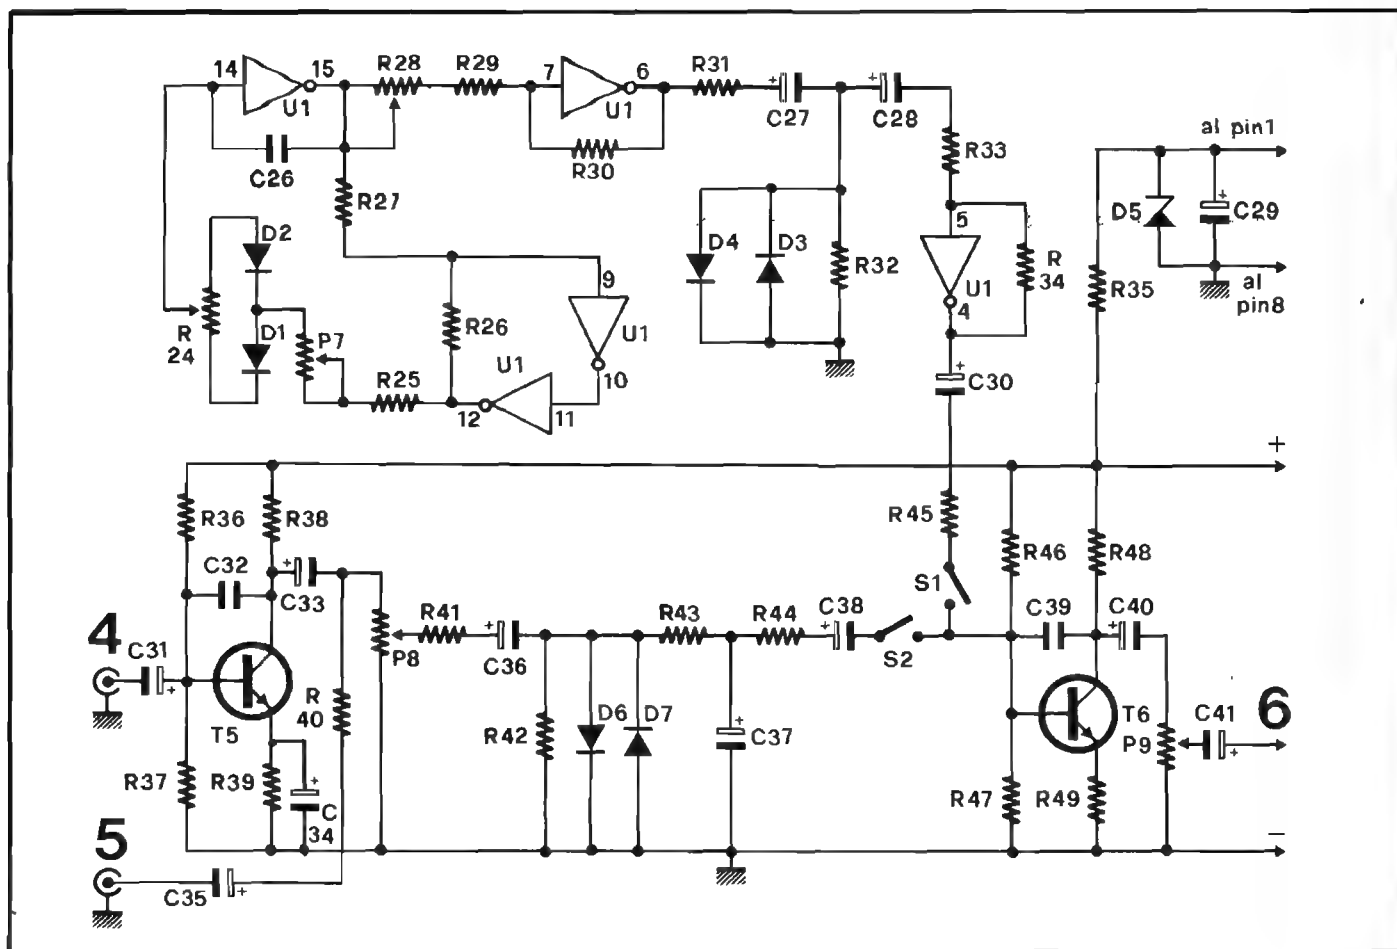 14 15 R28 R29 7 6 R31
U1 U1 C27 C28
C26 R30 R33
al pin1
R27
D2 D4 D3 R32 5 R 34 D5 C29
9 U1 4 R35 al pin8
R 24 D1 P7 R26 U1
R25 U1 10
12 11 C30
+
R36 R38 R45 R46 R48
C32 +
C33 S1
R41 + C36 R43 R44 C38 + C39 C40 +
4 C31 + P8 S2
R 40 D6 D7 + T6 C41 6
T5 R42 C37 P9 +
R37 R39 + C 34 R47 R49
5 −
C35 +